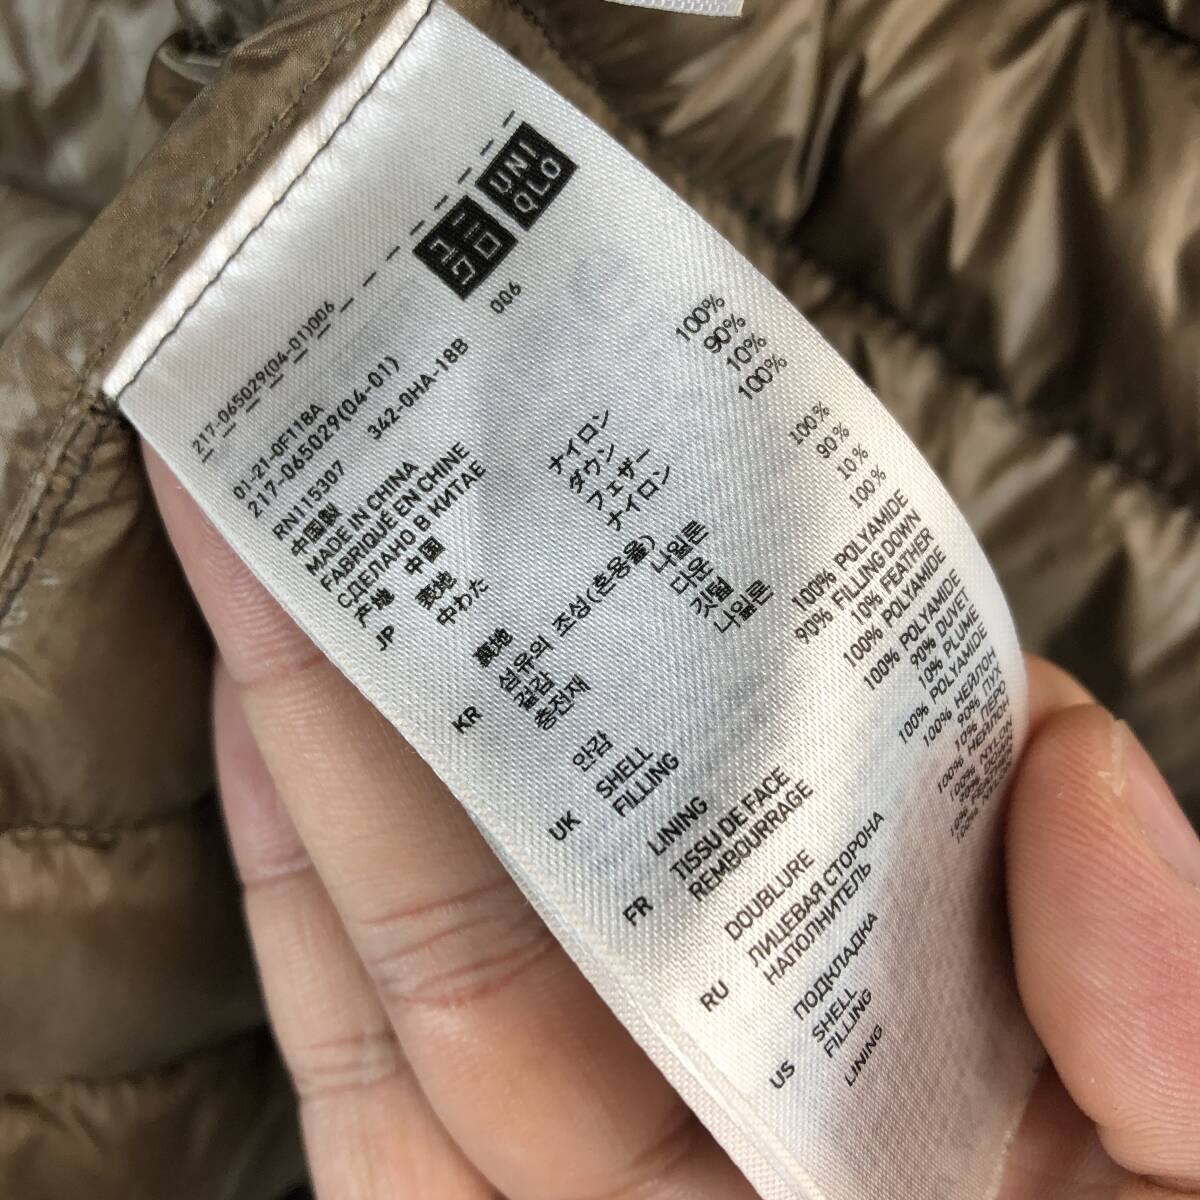 UNI
QLO
ユニ
クロ
217-065029(04-01)006
01-21-0F118A
217-065029(04-01)
342-0HA-18B
006
RN115307
中国製
MADE IN CHINA
FABRIQUE EN CHINE
СДЕЛАНО В КИТАЕ
产地 中国
JP 表地 ナイロン 100%
中わた ダウン 90%
フェザー 10%
裏地 ナイロン 100%
KR 섬유의 조성(혼용율)
겉감 나일론 100%
충전재 다운 90%
깃털 10%
안감 나일론 100%
UK SHELL 100% POLYAMIDE
FILLING 90% FILLING DOWN
10% FEATHER
LINING 100% POLYAMIDE
FR TISSU DE FACE 100% POLYAMIDE
REMBOURRAGE 90% DUVET
10% PLUME
DOUBLURE 100% POLYAMIDE
RU ЛИЦЕВАЯ СТОРОНА 100% НЕЙЛОН
НАПОЛНИТЕЛЬ 90% ПУХ
10% ПЕРО
ПОДКЛАДКА 100% НЕЙЛОН
US SHELL 100% NYLON
FILLING 90%
10%
LINING 100%